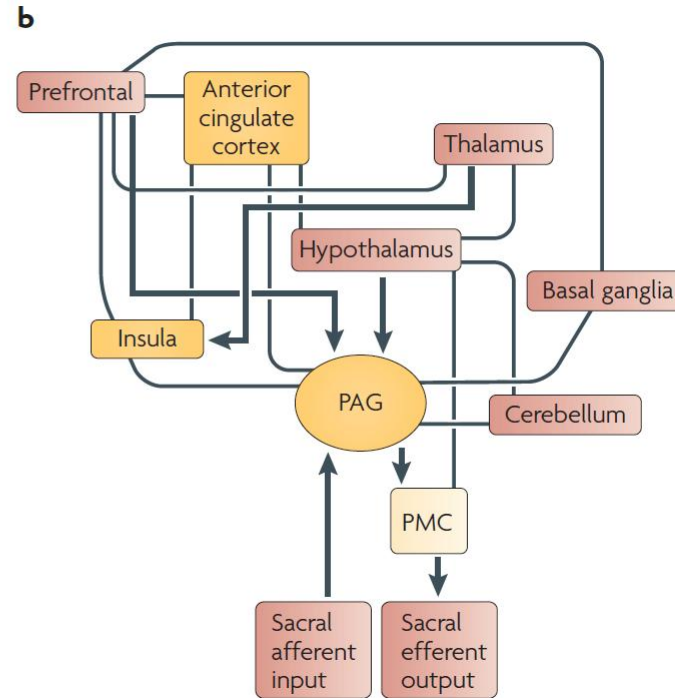 b
Prefrontal
Anterior
cingulate
cortex
Thalamus
Hypothalamus
Basal ganglia
Insula
PAG
Cerebellum
PMC
Sacral
afferent
input
Sacral
efferent
output